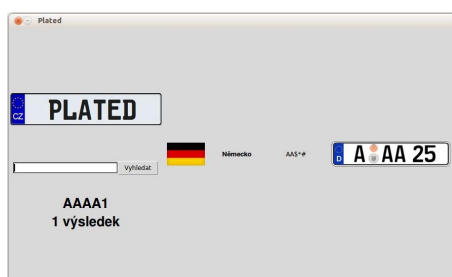 Plated
CZ PLATED
Vyhledat
Německo AAS*# D A AA 25
AAAA1
1 výsledek